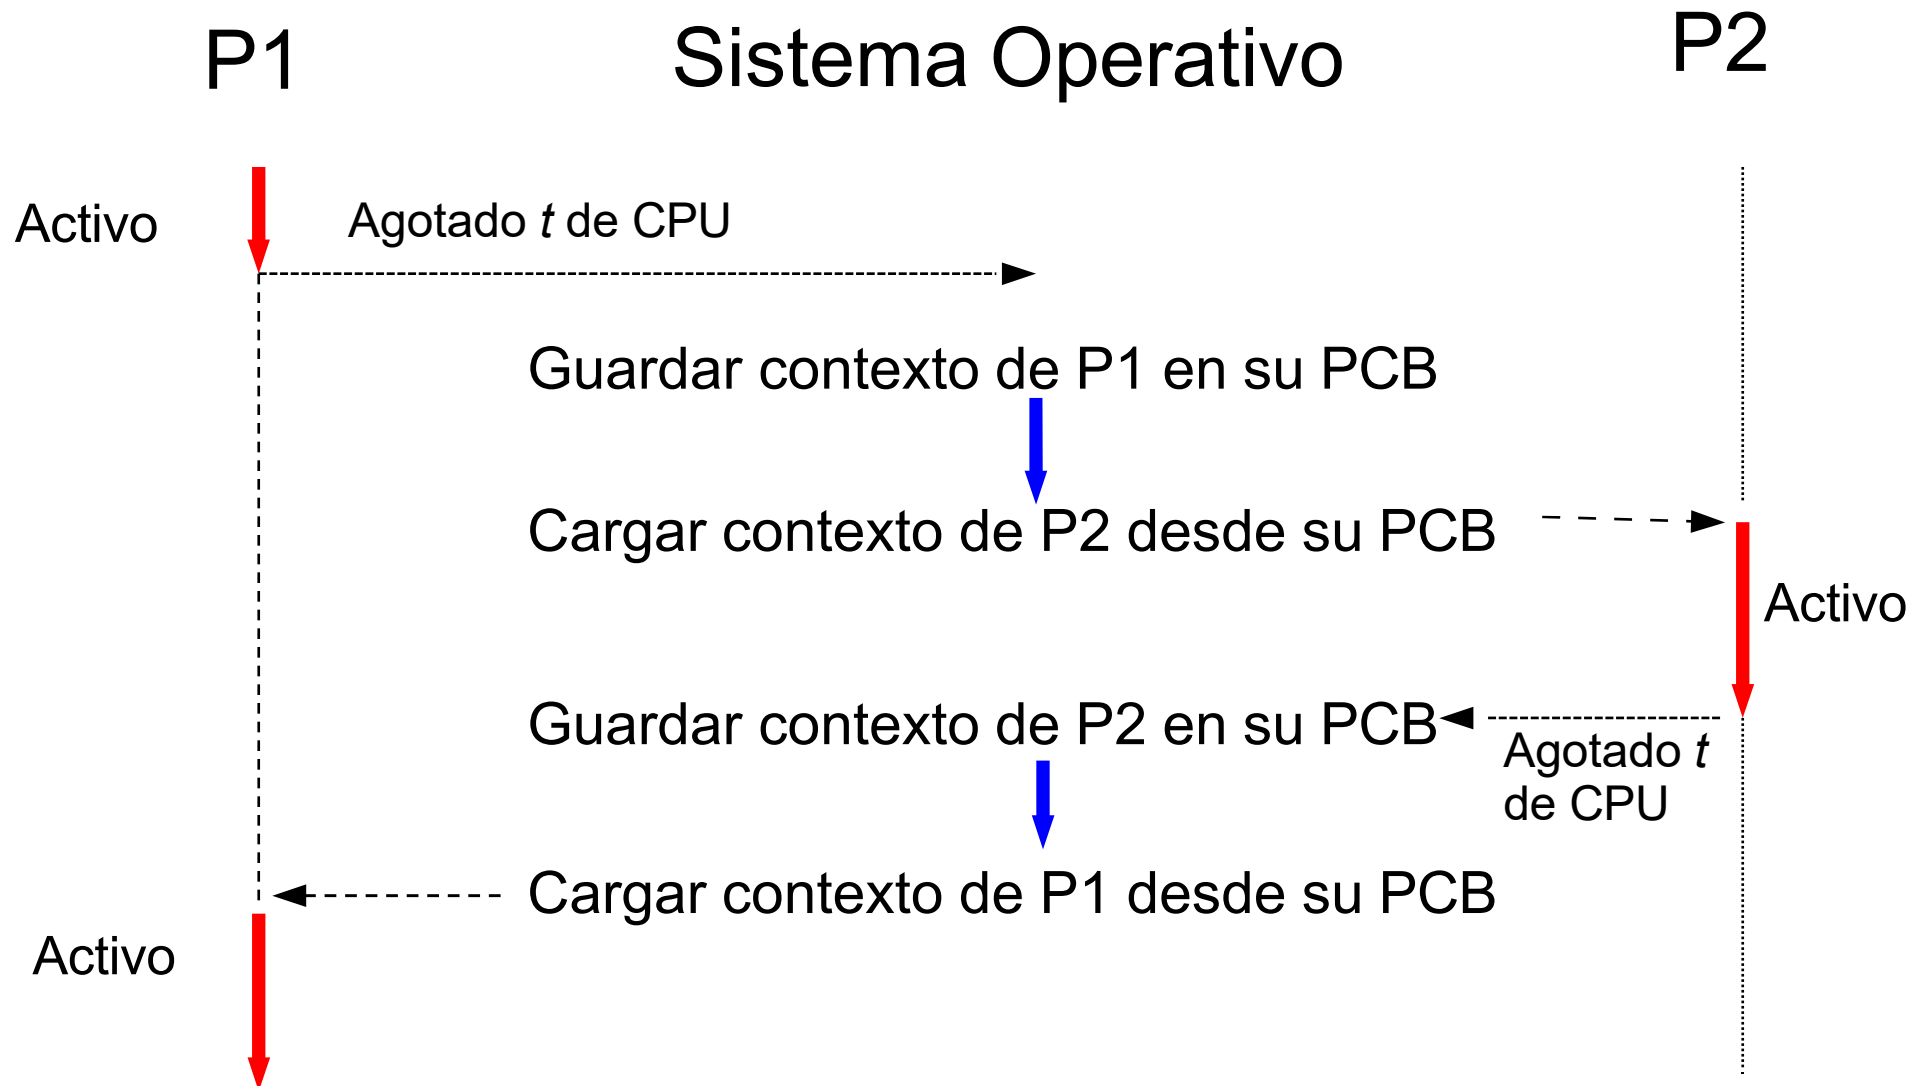 P1
Sistema Operativo
P2
Activo
Agotado t de CPU
Guardar contexto de P1 en su PCB
Cargar contexto de P2 desde su PCB
Activo
Guardar contexto de P2 en su PCB
Agotado t
de CPU
Cargar contexto de P1 desde su PCB
Activo